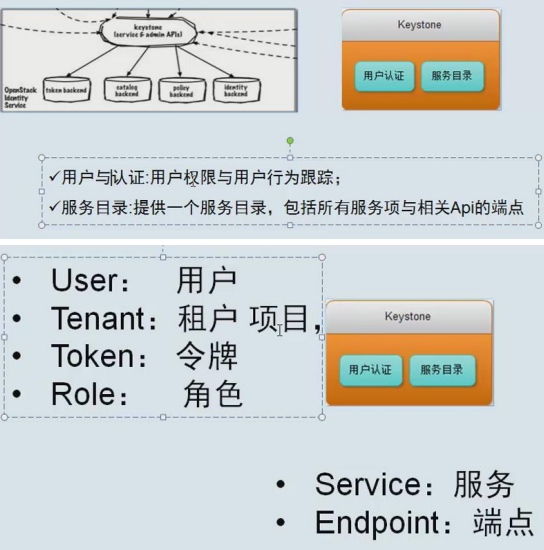 keystone
(service & admin APIs)
OpenStack
Identity
Service
token backend
catalog
backend
policy
backend
identity
backend
Keystone
用户认证
服务目录
✓用户与认证:用户权限与用户行为跟踪;
✓服务目录:提供一个服务目录，包括所有服务项与相关Api的端点
• User： 用户
• Tenant：租户 项目，
• Token： 令牌
• Role： 角色
Keystone
用户认证
服务目录
• Service：服务
• Endpoint：端点